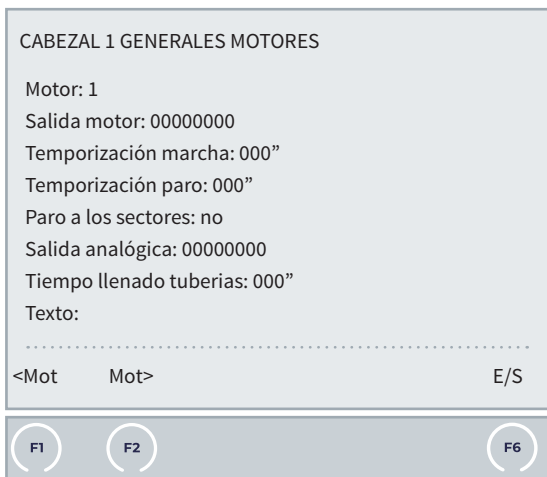 CABEZAL 1 GENERALES MOTORES
Motor: 1
Salida motor: 00000000
Temporización marcha: 000”
Temporización paro: 000”
Paro a los sectores: no
Salida analógica: 00000000
Tiempo llenado tuberias: 000”
Texto:
<Mot Mot> E/S
F1 F2 F6